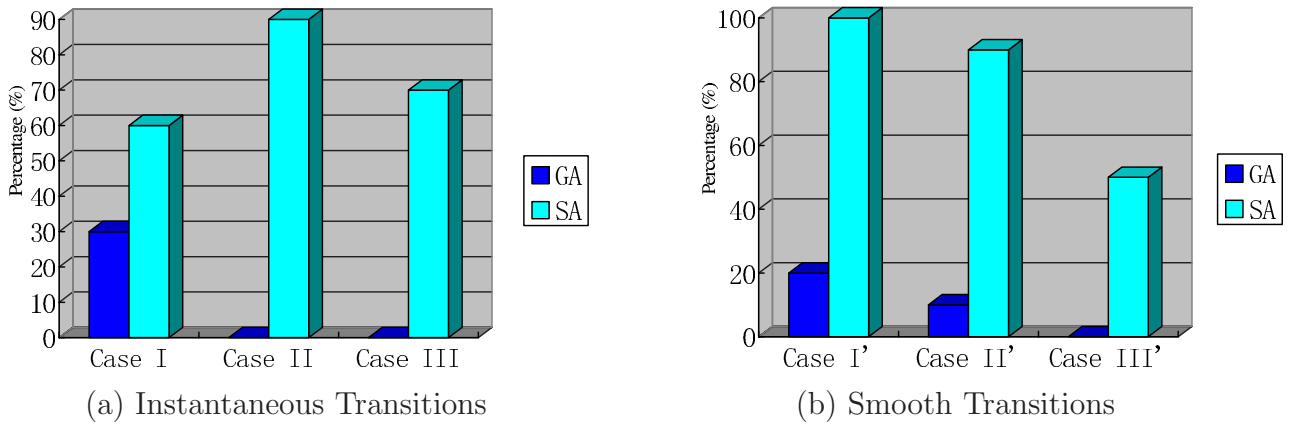 90
80
70
60
50
40
30
20
10
0
Percentage (%)
Case I Case II Case III
GA
SA
(a) Instantaneous Transitions
100
80
60
40
20
0
Percentage (%)
Case I' Case II' Case III'
GA
SA
(b) Smooth Transitions